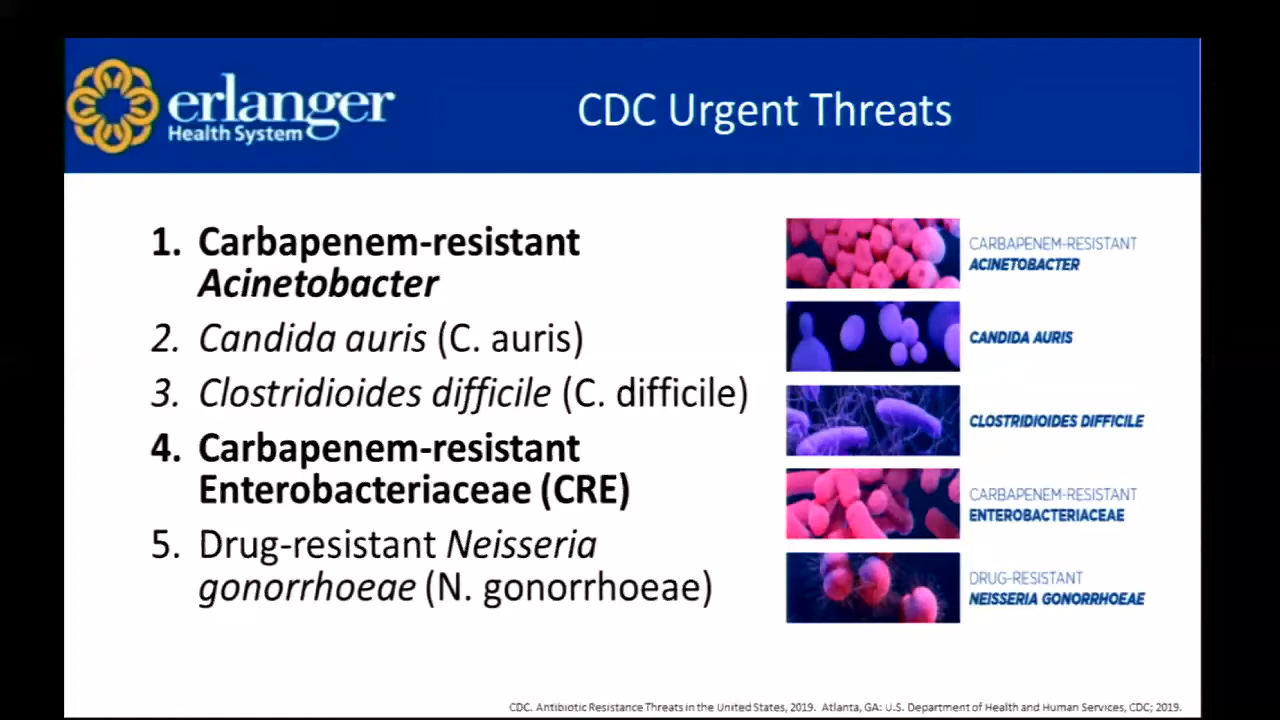 erlanger
Health System
CDC Urgent Threats
1. Carbapenem-resistant
Acinetobacter
2. Candida auris (C. auris)
3. Clostridioides difficile (C. difficile)
4. Carbapenem-resistant
Enterobacteriaceae (CRE)
5. Drug-resistant Neisseria
gonorrhoeae (N. gonorrhoeae)
CARBAPENEM-RESISTANT
ACINETOBACTER
CANDIDA AURIS
CLOSTRIDIOIDES DIFFICILE
CARBAPENEM-RESISTANT
ENTEROBACTERIACEAE
DRUG-RESISTANT
NEISSERIA GONORRHOEAE
CDC. Antibiotic Resistance Threats in the United States, 2019. Atlanta, GA: U.S. Department of Health and Human Services, CDC; 2019.